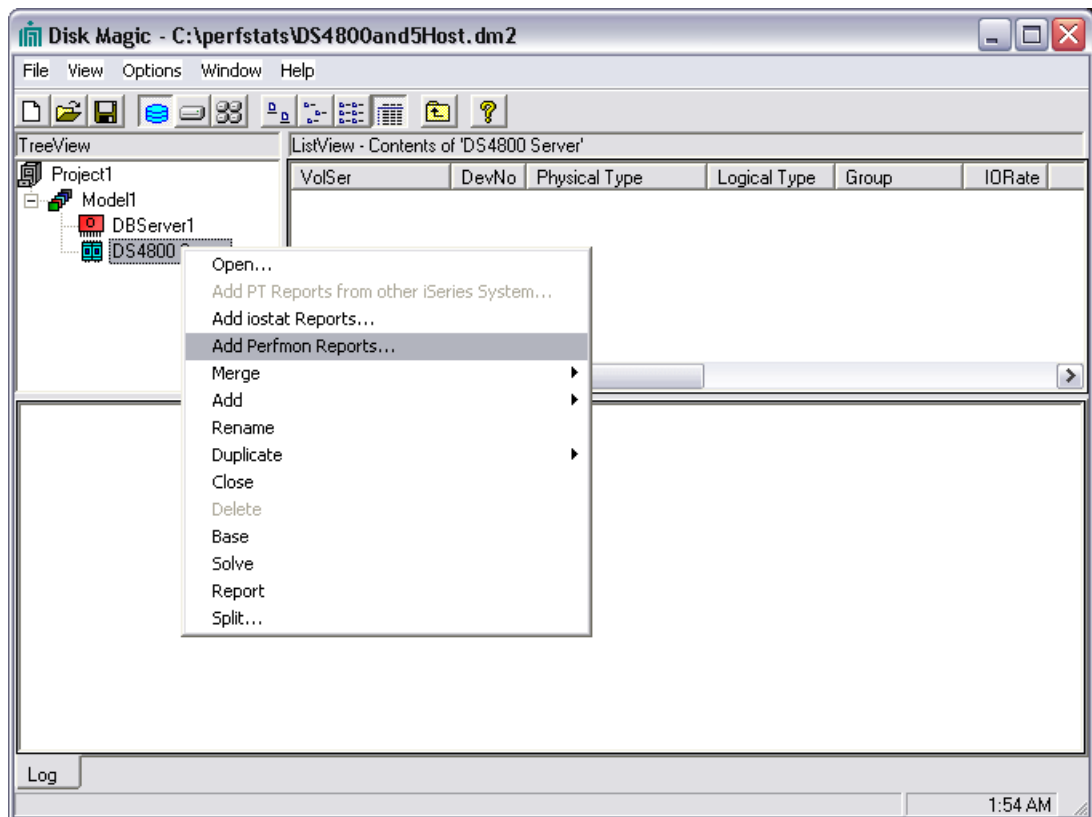 Disk Magic - C:\perfstats\DS4800and5Host.dm2
File View Options Window Help
TreeView
ListView - Contents of 'DS4800 Server'
Project1
Model1
DBServer1
DS4800
VolSer DevNo Physical Type Logical Type Group IORate
Open...
Add PT Reports from other iSeries System...
Add iostat Reports...
Add Perfmon Reports...
Merge
Add
Rename
Duplicate
Close
Delete
Base
Solve
Report
Split...
Log
1:54 AM